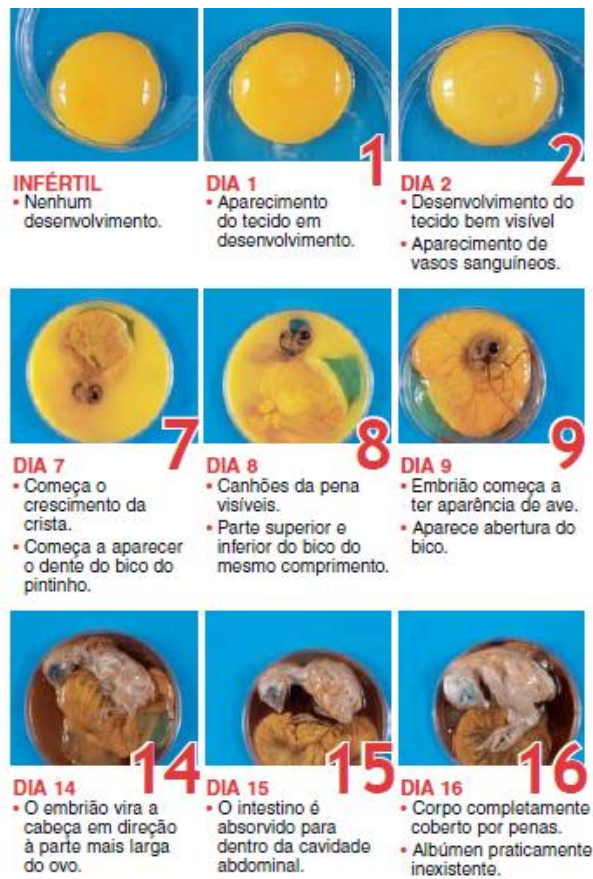 1
2
INFÉRTIL
• Nenhum
desenvolvimento.
DIA 1
• Aparecimento
do tecido em
desenvolvimento.
DIA 2
• Desenvolvimento do
tecido bem visível
• Aparecimento de
vasos sanguíneos.
7
8
9
DIA 7
• Começa o
crescimento da
crista.
• Começa a aparecer
o dente do bico do
pintinho.
DIA 8
• Canhões da pena
visíveis.
• Parte superior e
inferior do bico do
mesmo comprimento.
DIA 9
• Embrião começa a
ter aparência de ave.
• Aparece abertura do
bico.
14
15
16
DIA 14
• O embrião vira a
cabeça em direção
à parte mais larga
do ovo.
DIA 15
• O intestino é
absorvido para
dentro da cavidade
abdominal.
DIA 16
• Corpo completamente
coberto por penas.
• Albúmen praticamente
inexistente.